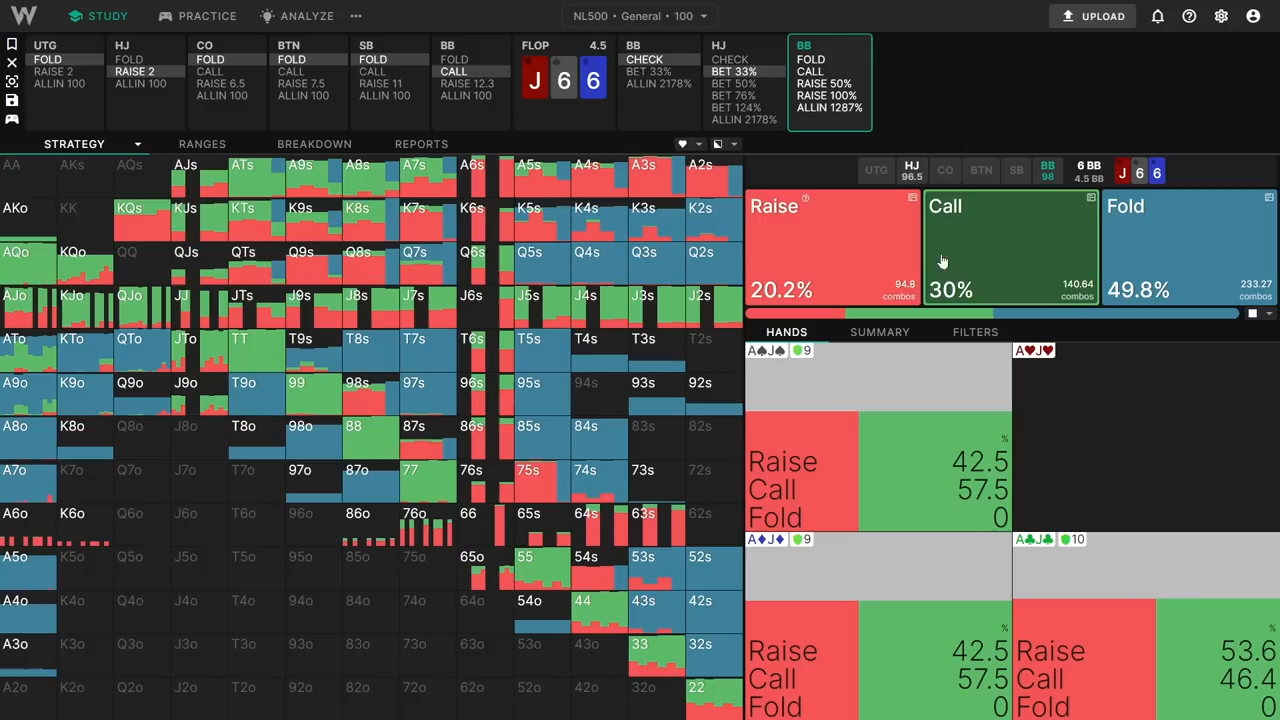 W STUDY PRACTICE ANALYZE ••• NL500 • General • 100 UPLOAD
UTG
FOLD
RAISE 2
ALLIN 100
HJ
FOLD
RAISE 2
ALLIN 100
CO
FOLD
CALL
RAISE 6.5
ALLIN 100
BTN
FOLD
CALL
RAISE 7.5
ALLIN 100
SB
FOLD
CALL
RAISE 11
ALLIN 100
BB
FOLD
CALL
RAISE 12.3
ALLIN 100
FLOP 4.5
J 6 6
BB
CHECK
BET 33%
ALLIN 2178%
HJ
CHECK
BET 33%
BET 50%
BET 76%
BET 124%
ALLIN 2178%
BB
FOLD
CALL
RAISE 50%
RAISE 100%
ALLIN 1287%
STRATEGY RANGES BREAKDOWN REPORTS
AA AKs AQs AJs ATs A9s A8s A7s A6s A5s A4s A3s A2s
AKo KK KQs KJs KTs K9s K8s K7s K6s K5s K4s K3s K2s
AQo KQo QQ QJs QTs Q9s Q8s Q7s Q6s Q5s Q4s Q3s Q2s
AJo KJo QJo JJ JTs J9s J8s J7s J6s J5s J4s J3s J2s
ATo KTo QTo JTo TT T9s T8s T7s T6s T5s T4s T3s T2s
A9o K9o Q9o J9o T9o 99 98s 97s 96s 95s 94s 93s 92s
A8o K8o Q8o J8o T8o 98o 88 87s 86s 85s 84s 83s 82s
A7o K7o Q7o J7o T7o 97o 87o 77 76s 75s 74s 73s 72s
A6o K6o Q6o J6o T6o 96o 86o 76o 66 65s 64s 63s 62s
A5o K5o Q5o J5o T5o 95o 85o 75o 65o 55 54s 53s 52s
A4o K4o Q4o J4o T4o 94o 84o 74o 64o 54o 44 43s 42s
A3o K3o Q3o J3o T3o 93o 83o 73o 63o 53o 43o 33 32s
A2o K2o Q2o J2o T2o 92o 82o 72o 62o 52o 42o 32o 22
UTG HJ 96.5 CO BTN SB BB 98 6 BB 4.5 BB J 6 6
Raise
20.2%
94.8
combos
Call
30%
140.64
combos
Fold
49.8%
233.27
combos
HANDS SUMMARY FILTERS
A♠J♠ 9
%
Raise 42.5
Call 57.5
Fold 0
A♥J♥
A♦J♦ 9
%
Raise 42.5
Call 57.5
Fold 0
A♣J♣ 10
%
Raise 53.6
Call 46.4
Fold 0